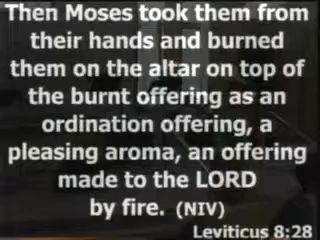 Then Moses took them from
their hands and burned
them on the altar on top of
the burnt offering as an
ordination offering, a
pleasing aroma, an offering
made to the LORD
by fire. (NIV)
Leviticus 8:28